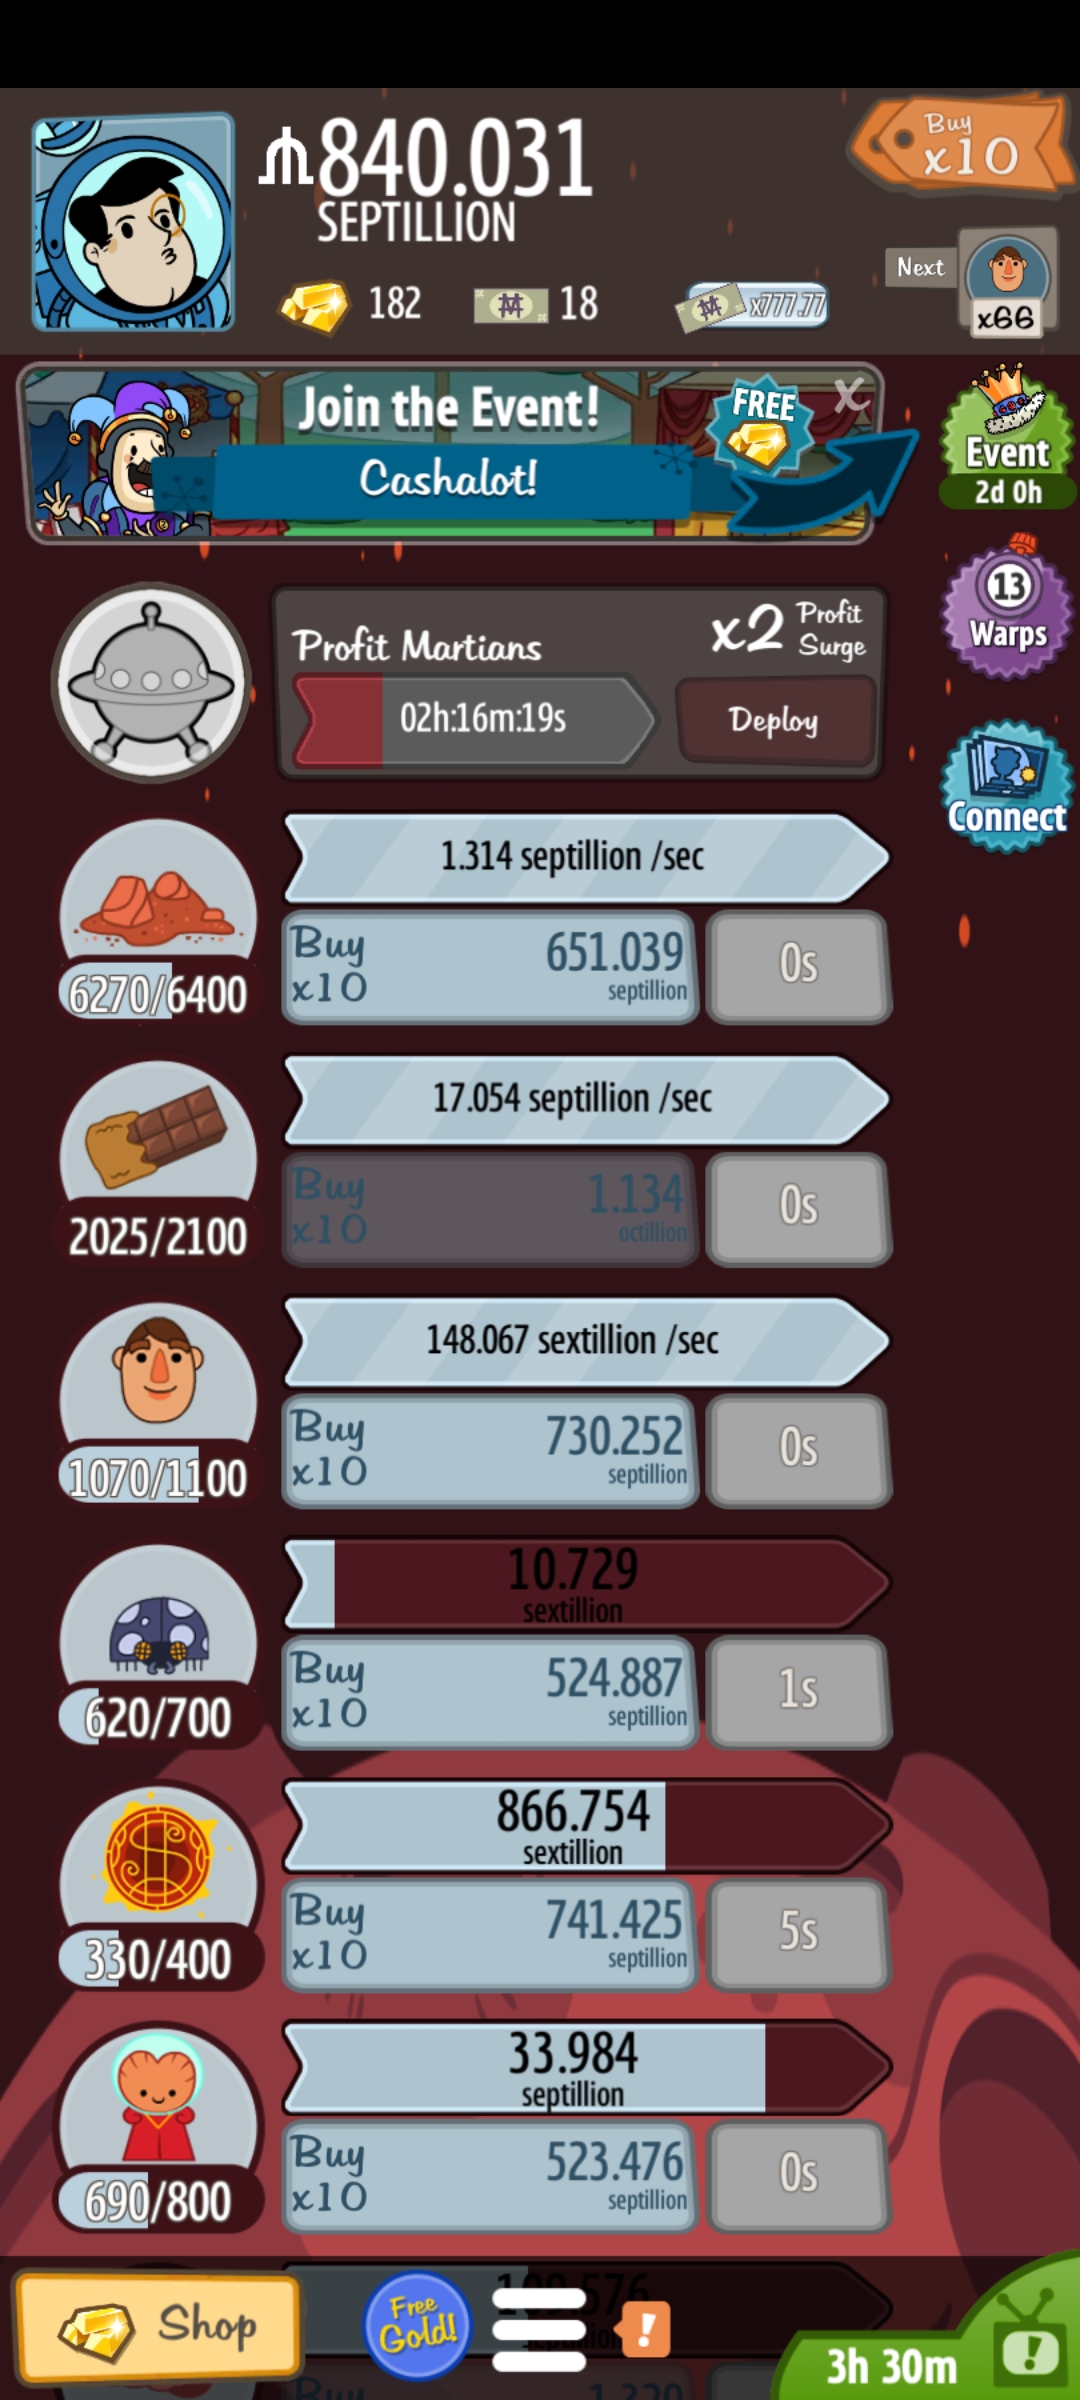 840.031
SEPTILLION
Buy
x10
182
18
x777.77
Next
x66
Join the Event!
FREE
X
Cashalot!
Event
2d 0h
13
Warps
Connect
Profit Martians
x2 Profit
Surge
02h:16m:19s
Deploy
1.314 septillion /sec
6270/6400
Buy
x10
651.039
septillion
0s
17.054 septillion /sec
2025/2100
Buy
x10
1.134
octillion
0s
148.067 sextillion /sec
1070/1100
Buy
x10
730.252
septillion
0s
10.729
sextillion
620/700
Buy
x10
524.887
septillion
1s
866.754
sextillion
330/400
Buy
x10
741.425
septillion
5s
33.984
septillion
690/800
Buy
x10
523.476
septillion
0s
Shop
Free
Gold!
!
3h 30m
!